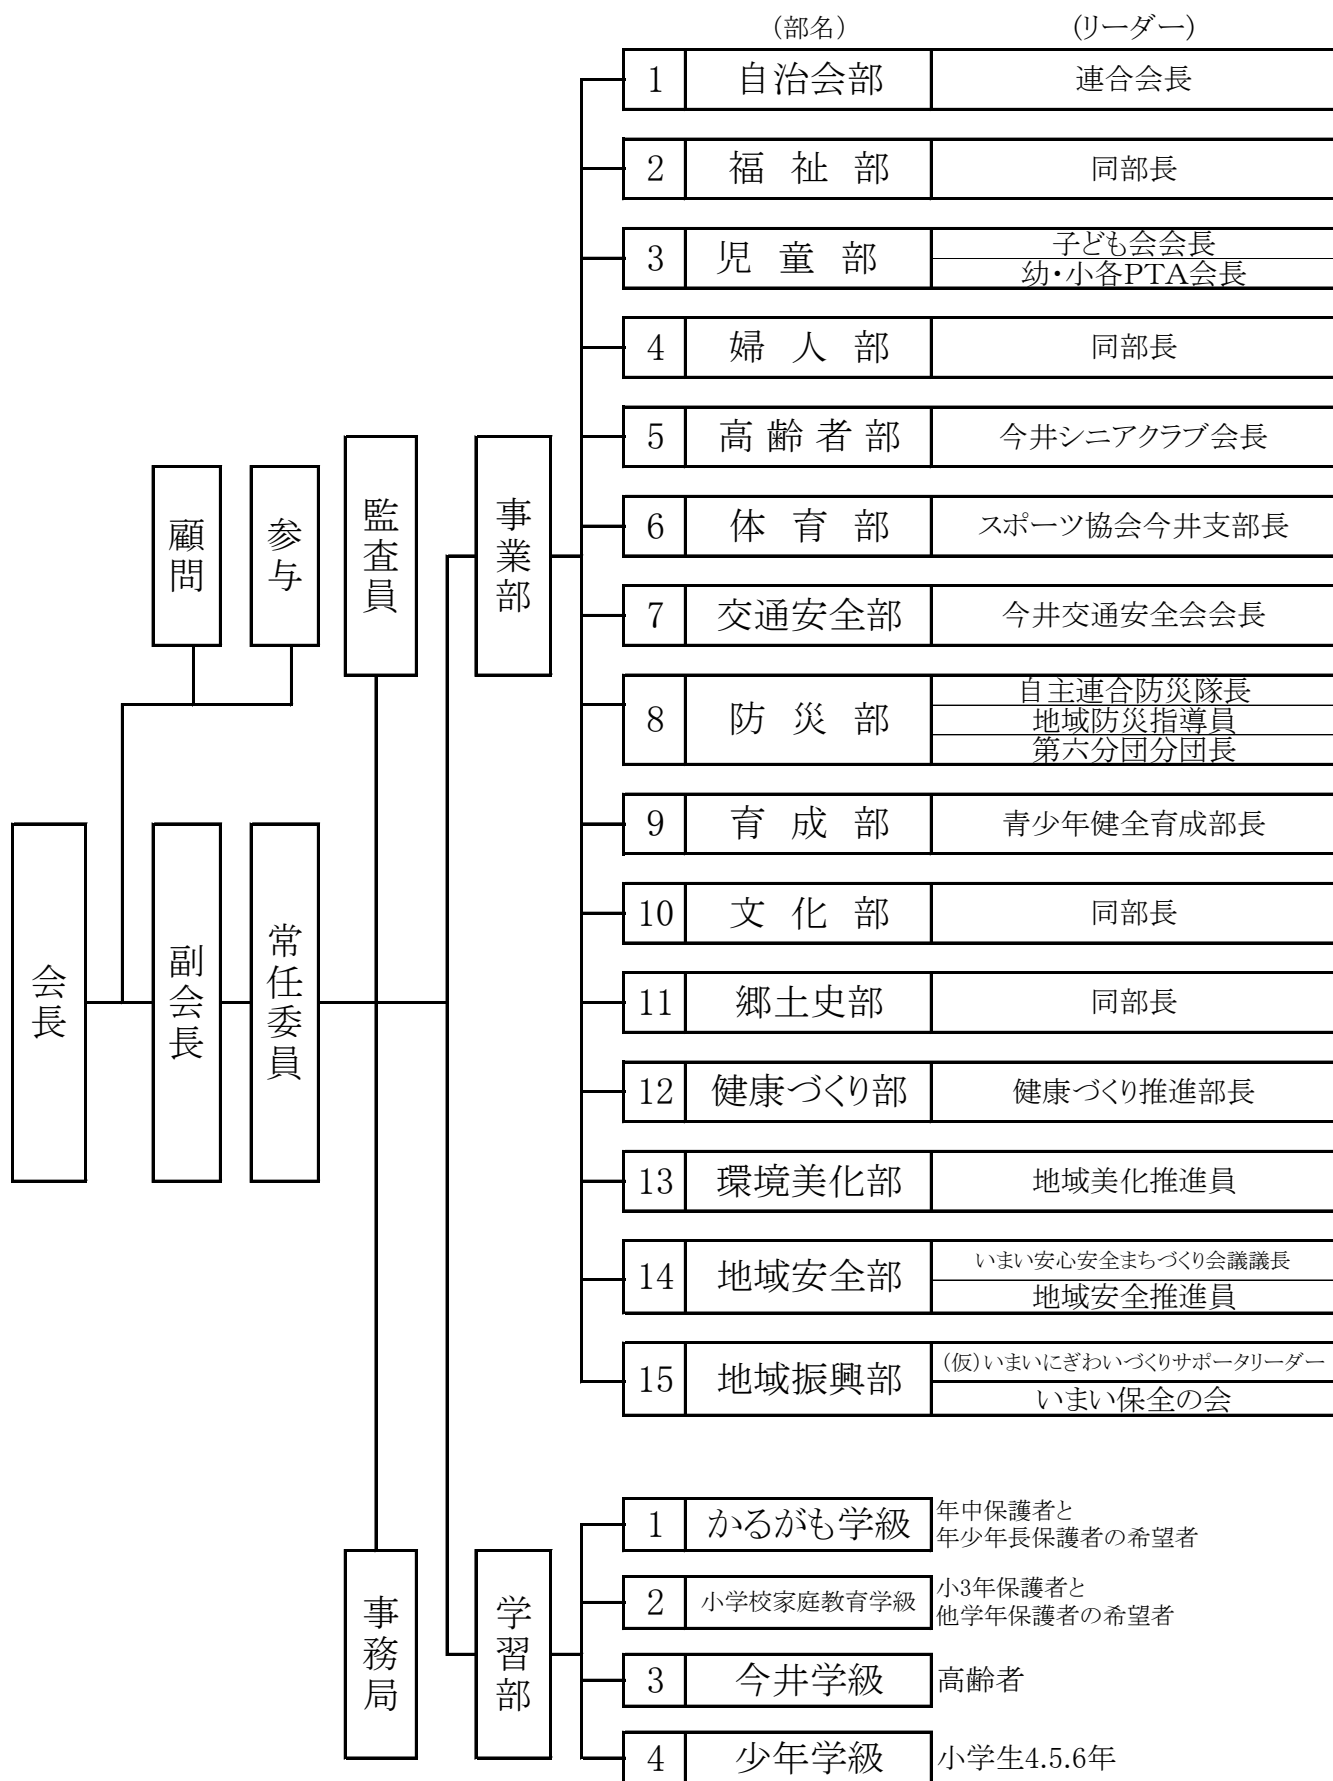 (部名)
(リーダー)
1 自治会部 連合会長
2 福祉部 同部長
3 児童部 子ども会会長
幼・小各PTA会長
4 婦人部 同部長
5 高齢者部 今井シニアクラブ会長
6 体育部 スポーツ協会今井支部長
7 交通安全部 今井交通安全会会長
8 防災部 自主連合防災隊長
地域防災指導員
第六分団分団長
9 育成部 青少年健全育成部長
10 文化部 同部長
11 郷土史部 同部長
12 健康づくり部 健康づくり推進部長
13 環境美化部 地域美化推進員
14 地域安全部 いまい安心安全まちづくり会議議長
地域安全推進員
15 地域振興部 (仮)いまいにぎわいづくりサポータリーダー
いまい保全の会
会長
副会長
常任委員
顧問
参与
監査員
事務局
事業部
学習部
1 かるがも学級 年中保護者と
年少年長保護者の希望者
2 小学校家庭教育学級 小3年保護者と
他学年保護者の希望者
3 今井学級 高齢者
4 少年学級 小学生4.5.6年